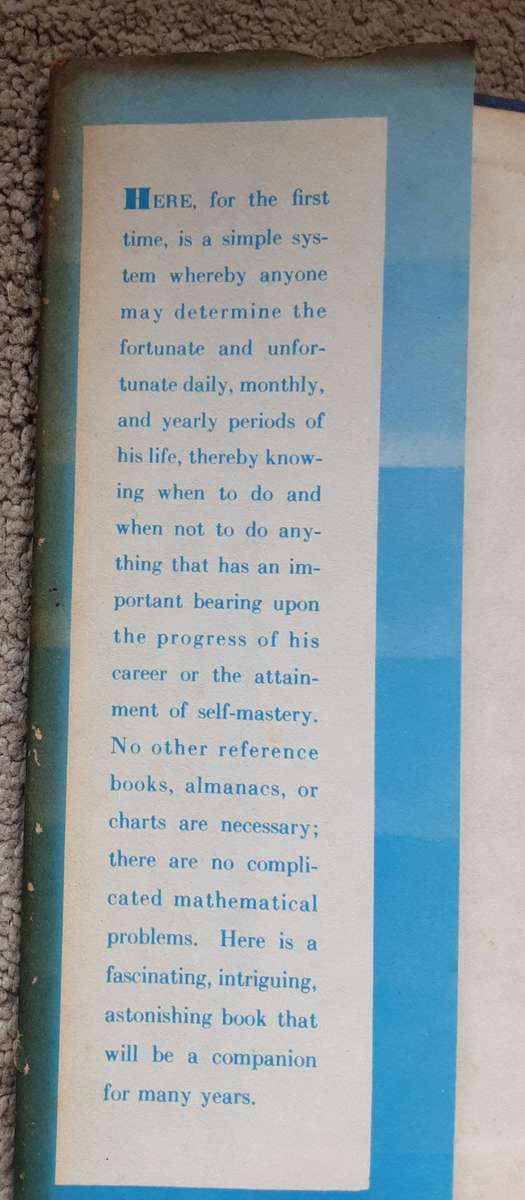 HERE, for the first
time, is a simple sys-
tem whereby anyone
may determine the
fortunate and unfor-
tunate daily, monthly,
and yearly periods of
his life, thereby know-
ing when to do and
when not to do any-
thing that has an im-
portant bearing upon
the progress of his
career or the attain-
ment of self-mastery.
No other reference
books, almanacs, or
charts are necessary;
there are no compli-
cated mathematical
problems. Here is a
fascinating, intriguing,
astonishing book that
will be a companion
for many years.